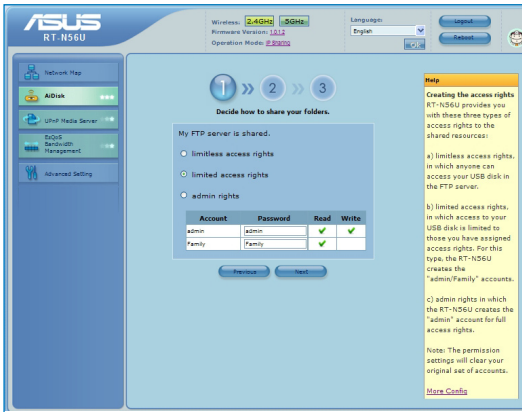 ASUS
RT-N56U
Wireless: 2.4GHz 5GHz
Firmware Version: 1.0.1.2
Operation Mode: IP Sharing
Language:
English
Logout
Reboot
Network Map
AiDisk
UPnP Media Server
EzQoS
Bandwidth
Management
Advanced Setting
1 » 2 » 3
Decide how to share your folders.
My FTP server is shared.
limitless access rights
limited access rights
admin rights
Account Password Read Write
admin admin
Family Family
Previous Next
Help
Creating the access rights
RT-N56U provides you
with these three types of
access rights to the
shared resources:
a) limitless access rights,
in which anyone can
access your USB disk in
the FTP server.
b) limited access rights,
in which access to your
USB disk is limited to
those you have assigned
access rights. For this
type, the RT-N56U
creates the
"admin/Family" accounts.
c) admin rights in which
the RT-N56U creates the
"admin" account for full
access rights.
Note: The permission
settings will clear your
original set of accounts.
More Config